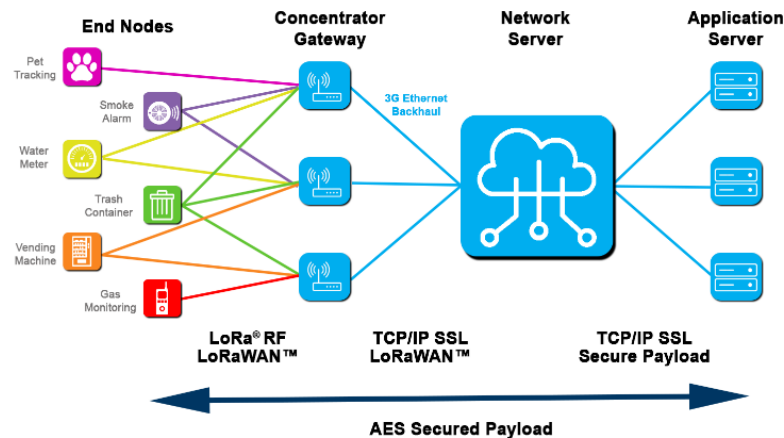 End Nodes
Concentrator
Gateway
Network
Server
Application
Server
Pet
Tracking
Smoke
Alarm
Water
Meter
Trash
Container
Vending
Machine
Gas
Monitoring
3G Ethernet
Backhaul
LoRa® RF
LoRaWAN™
TCP/IP SSL
LoRaWAN™
TCP/IP SSL
Secure Payload
AES Secured Payload